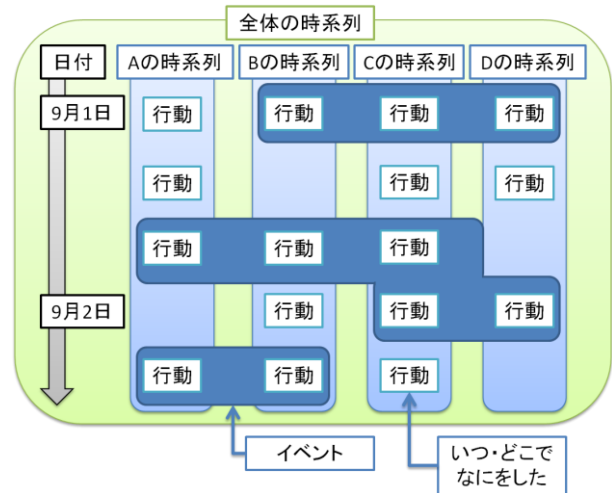 全体の時系列
日付
Aの時系列
Bの時系列
Cの時系列
Dの時系列
9月1日
行動
行動
行動
行動
行動
行動
行動
行動
行動
行動
9月2日
行動
行動
行動
行動
行動
行動
イベント
いつ・どこで
なにをした